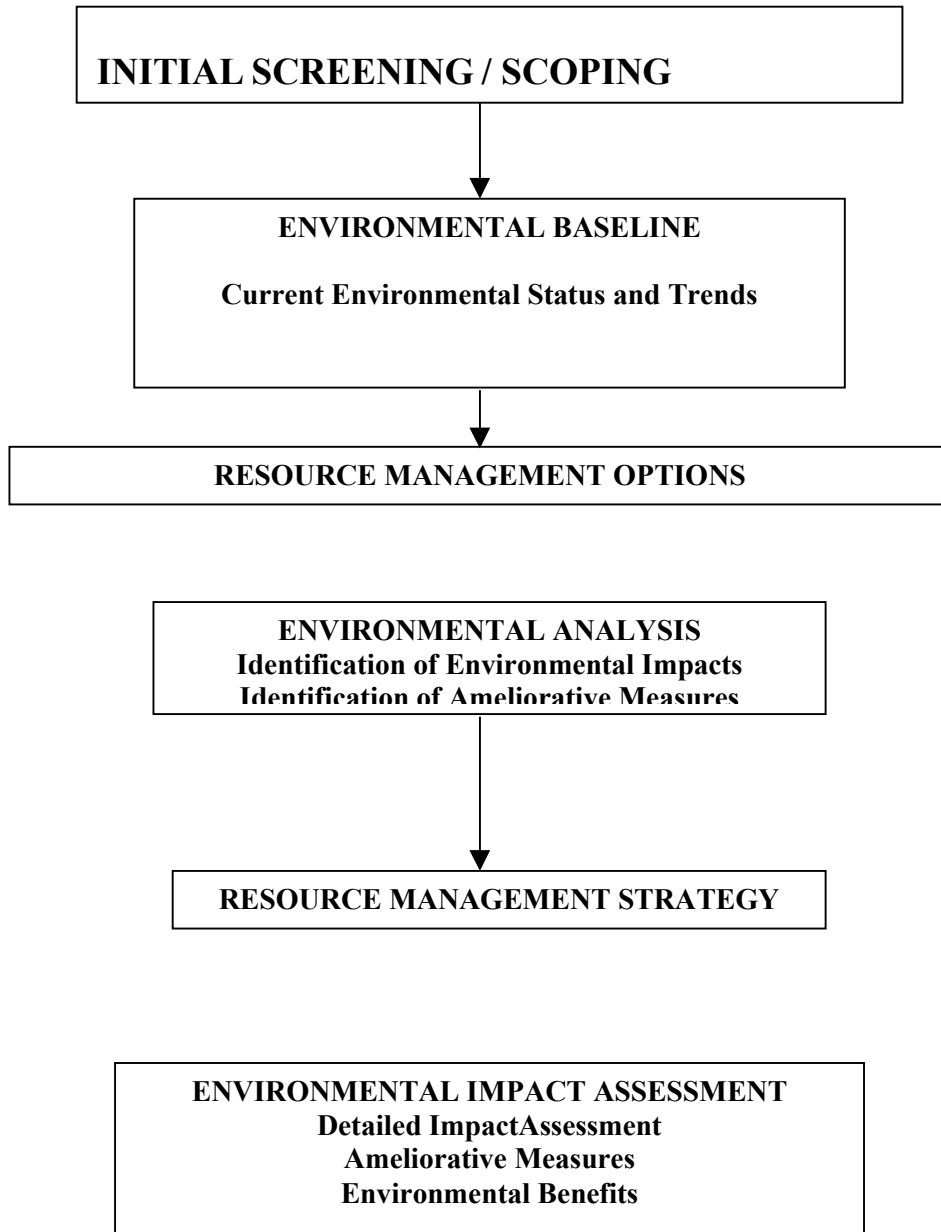 INITIAL SCREENING / SCOPING
ENVIRONMENTAL BASELINE
Current Environmental Status and Trends
RESOURCE MANAGEMENT OPTIONS
ENVIRONMENTAL ANALYSIS
Identification of Environmental Impacts
Identification of Ameliorative Measures
RESOURCE MANAGEMENT STRATEGY
ENVIRONMENTAL IMPACT ASSESSMENT
Detailed ImpactAssessment
Ameliorative Measures
Environmental Benefits